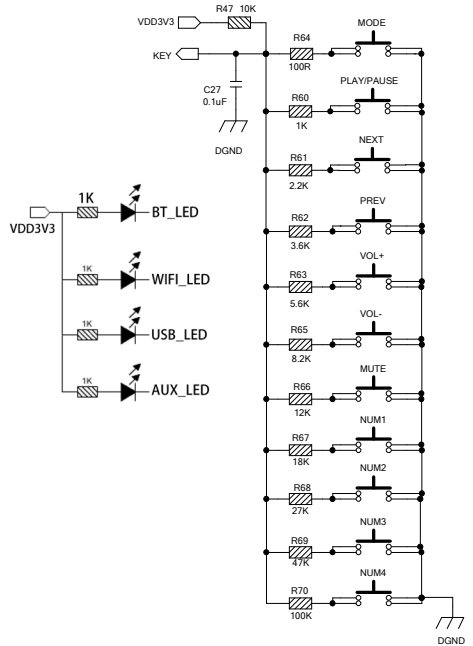 R47 10K
VDD3V3
KEY
C27
0.1uF
DGND
R64
100R
MODE
R60
1K
PLAY/PAUSE
R61
2.2K
NEXT
R62
3.6K
PREV
R63
5.6K
VOL+
R65
8.2K
VOL-
R66
12K
MUTE
R67
18K
NUM1
R68
27K
NUM2
R69
47K
NUM3
R70
100K
NUM4
DGND
VDD3V3
1K
BT_LED
1K
WIFI_LED
1K
USB_LED
1K
AUX_LED